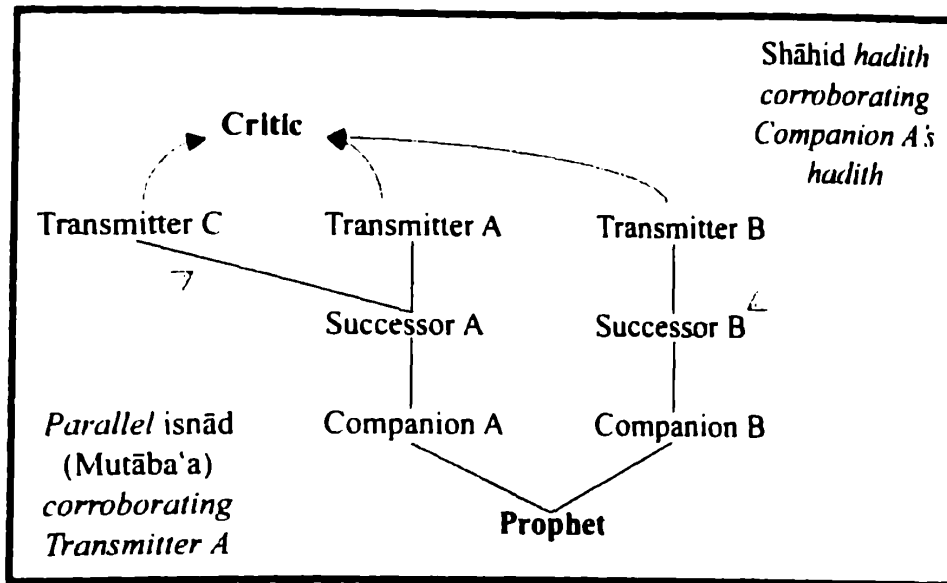 Shāhid hadith
corroborating
Companion A's
hadith
Critic
Transmitter C
Transmitter A
Transmitter B
Successor A
Successor B
Companion A
Companion B
Parallel isnād
(Mutāba'a)
corroborating
Transmitter A
Prophet